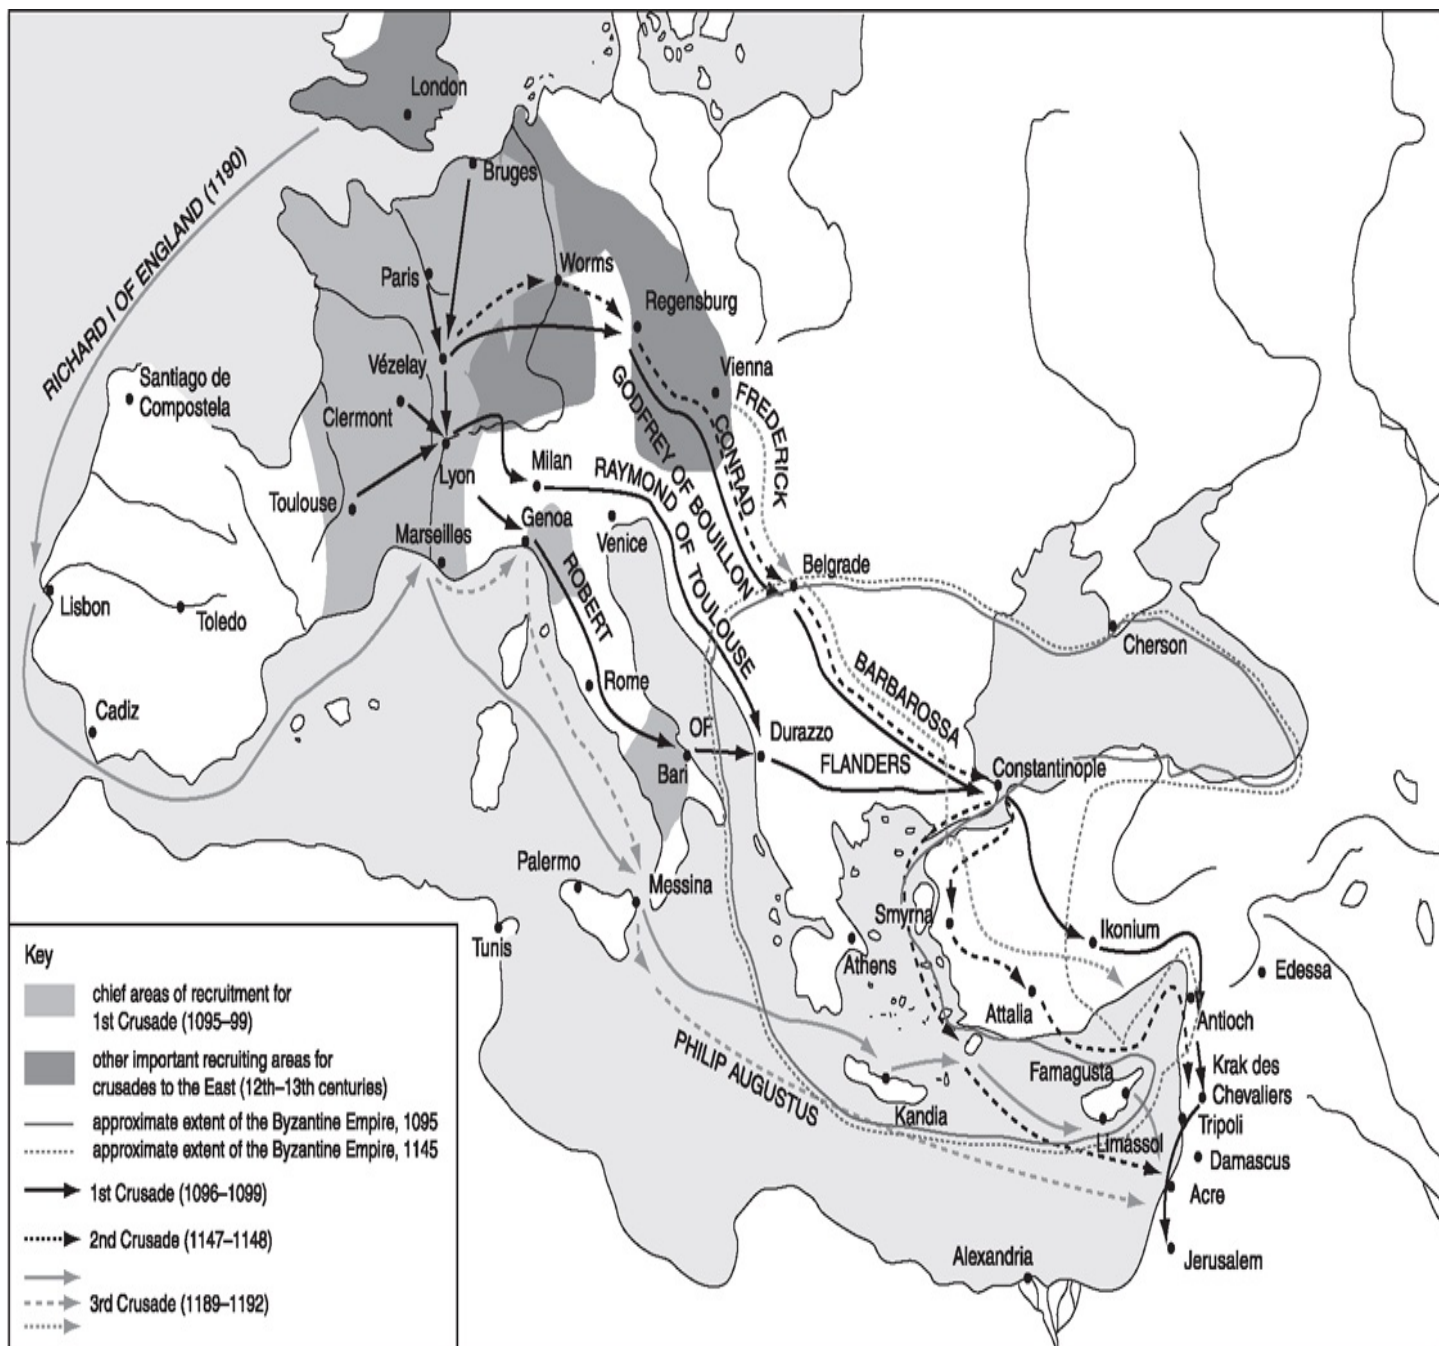 London
RICHARD I OF ENGLAND (1190)
Bruges
Paris
Worms
Regensburg
Vézelay
Vienna
Santiago de
Compostela
Clermont
FREDERICK
GODFREY OF BOUILLON
CONRAD
Lyon
Milan
RAYMOND OF TOULOUSE
Toulouse
Genoa
Marseilles
Venice
ROBERT
Belgrade
Lisbon
Toledo
Cherson
BARBAROSSA
Rome
Cadiz
OF
Durazzo
Bari
FLANDERS
Constantinople
Palermo
Messina
Smyrna
Ikonium
Tunis
Athens
Edessa
Attalia
Antioch
PHILIP AUGUSTUS
Famagusta
Krak des
Chevaliers
Kandia
Limassol
Tripoli
Damascus
Acre
Alexandria
Jerusalem
Key
chief areas of recruitment for
1st Crusade (1095–99)
other important recruiting areas for
crusades to the East (12th–13th centuries)
approximate extent of the Byzantine Empire, 1095
approximate extent of the Byzantine Empire, 1145
1st Crusade (1096–1099)
2nd Crusade (1147–1148)
3rd Crusade (1189–1192)